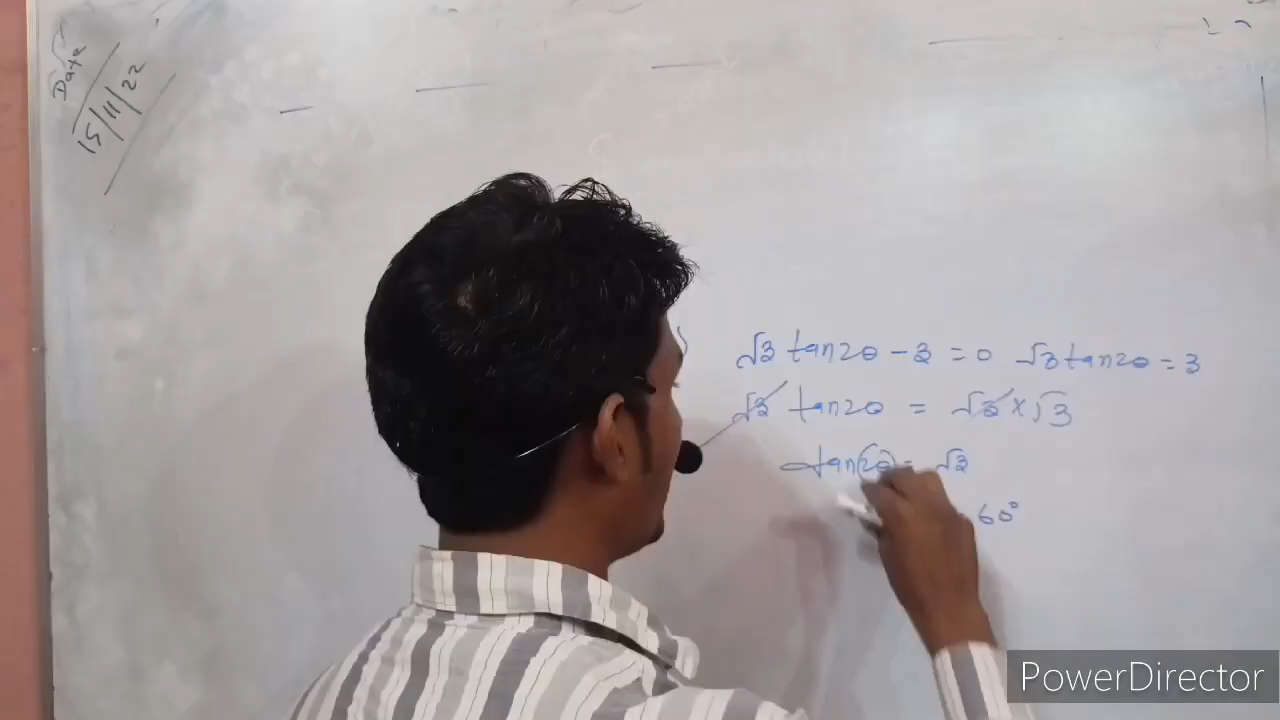 Date
15/11/22
√3 tan2θ - 3 = 0 √3 tan2θ = 3
√3 tan2θ = √3 × √3
tan(2θ) = √3
60°
PowerDirector